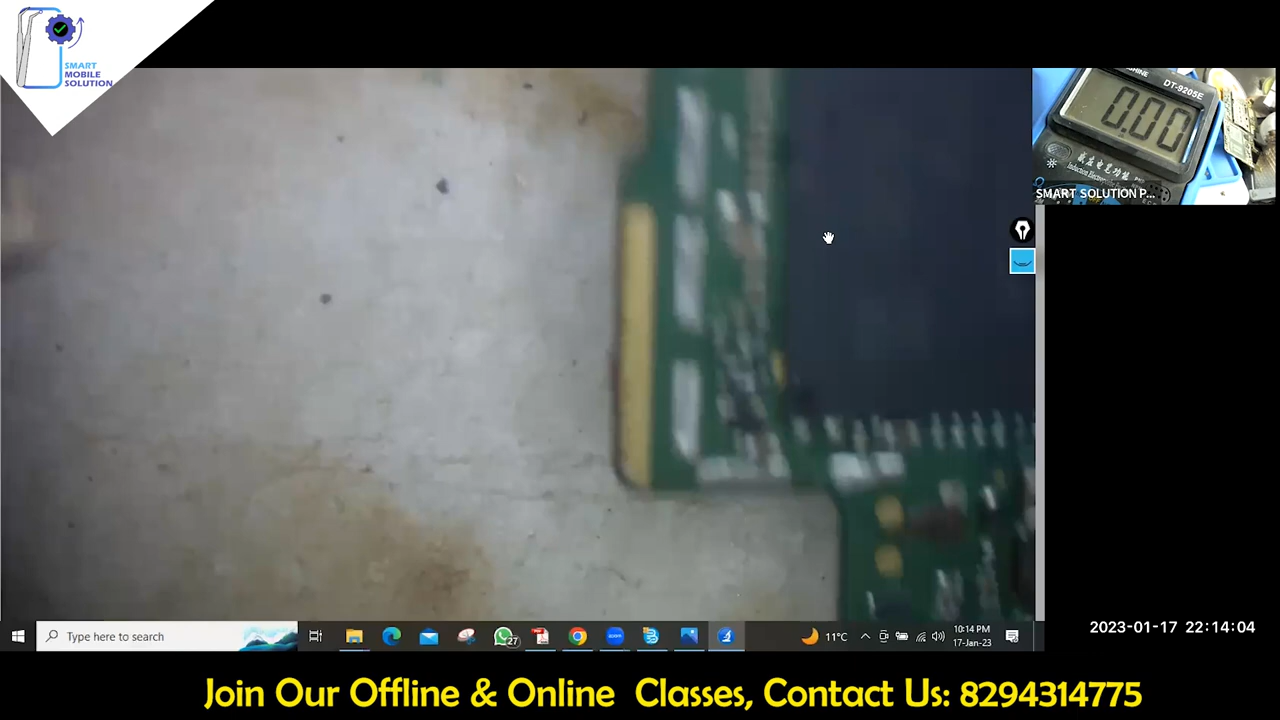 SMART
MOBILE
SOLUTION
DT-9205E
0.00
SMART SOLUTION P...
Type here to search
27
11°C
10:14 PM
17-Jan-23
2023-01-17 22:14:04
Join Our Offline & Online Classes, Contact Us: 8294314775